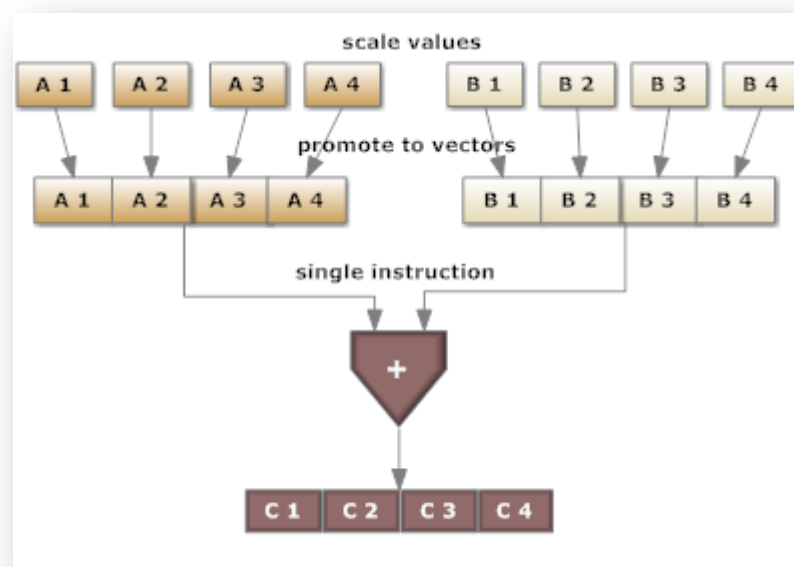 scale values
A 1 A 2 A 3 A 4 B 1 B 2 B 3 B 4
promote to vectors
A 1 A 2 A 3 A 4 B 1 B 2 B 3 B 4
single instruction
+
C 1 C 2 C 3 C 4